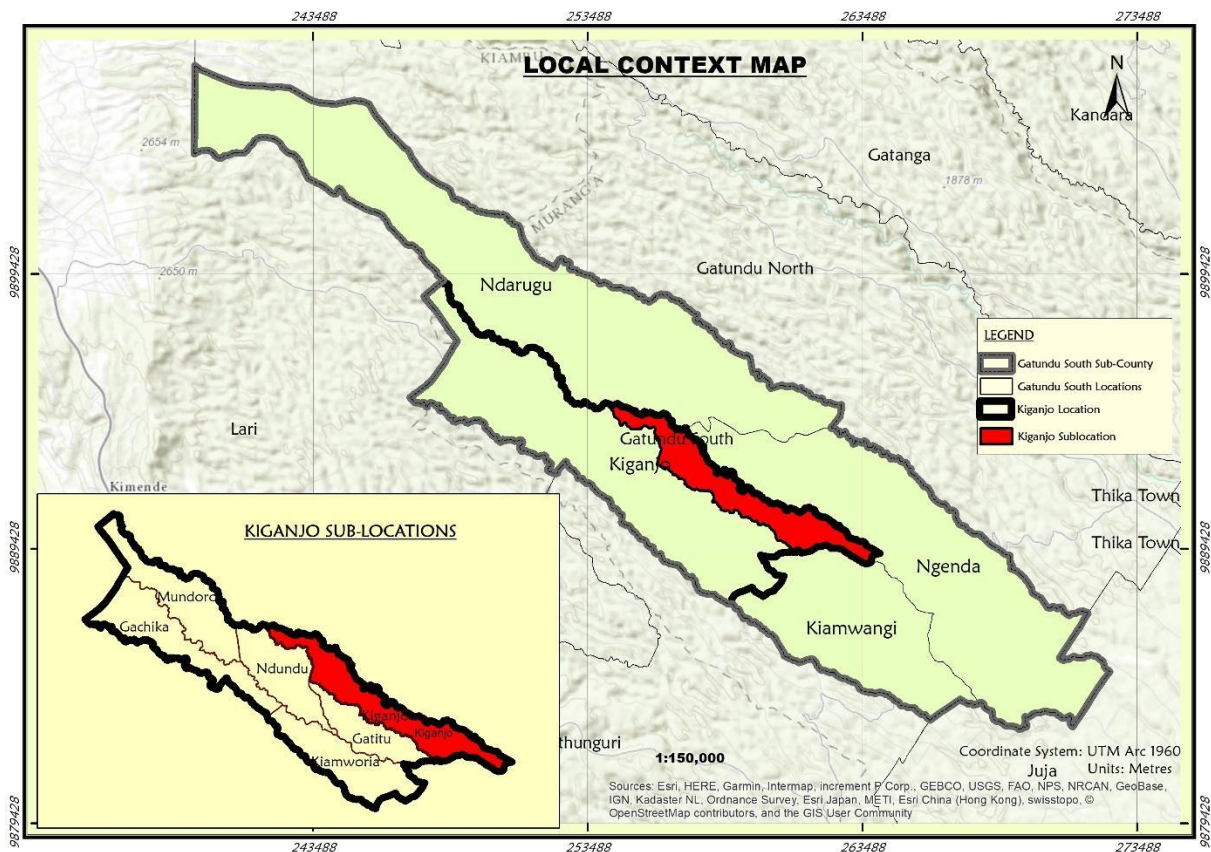 243488
253488
263488
273488
LOCAL CONTEXT MAP
N
KIAMBU
Kandara
2654 m
Gatanga
1878 m
MURANGA
9899428
2650 m
Ndarugu
Gatundu North
9899428
LEGEND
Gatundu South Sub-County
Gatundu South Locations
Kiganjo Location
Kiganjo Sublocation
Lari
Gatundu South
Kiganjo
Kimende
Thika Town
Thika Town
9889428
KIGANJO SUB-LOCATIONS
9889428
Ngenda
Mundoro
Gachika
Kiamwangi
Ndundu
Kiganjo
Kiganjo
Gatitu
Kiamworia
thunguri
1:150,000
Coordinate System: UTM Arc 1960
Juja
Units: Metres
Sources: Esri, HERE, Garmin, Intermap, increment P Corp., GEBCO, USGS, FAO, NPS, NRCAN, GeoBase,
IGN, Kadaster NL, Ordnance Survey, Esri Japan, METI, Esri China (Hong Kong), swisstopo, ©
OpenStreetMap contributors, and the GIS User Community
9879428
9879428
243488
253488
263488
273488